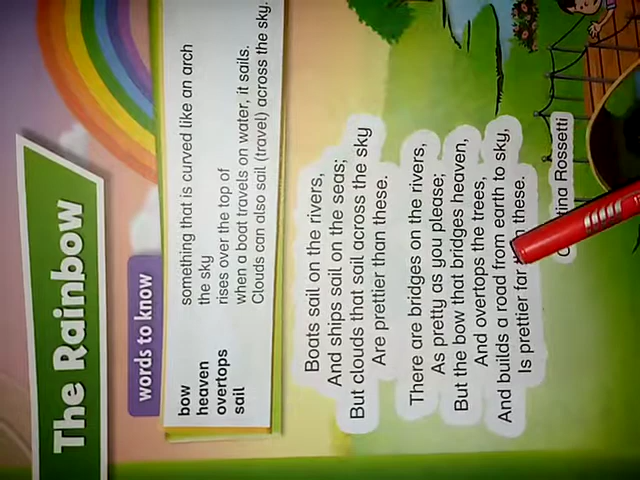 The Rainbow
words to know
bow something that is curved like an arch
heaven the sky
overtops rises over the top of
sail when a boat travels on water, it sails.
Clouds can also sail (travel) across the sky.
Boats sail on the rivers,
And ships sail on the seas;
But clouds that sail across the sky
Are prettier than these.
There are bridges on the rivers,
As pretty as you please;
But the bow that bridges heaven,
And overtops the trees,
And builds a road from earth to sky,
Is prettier far these.
Rossetti